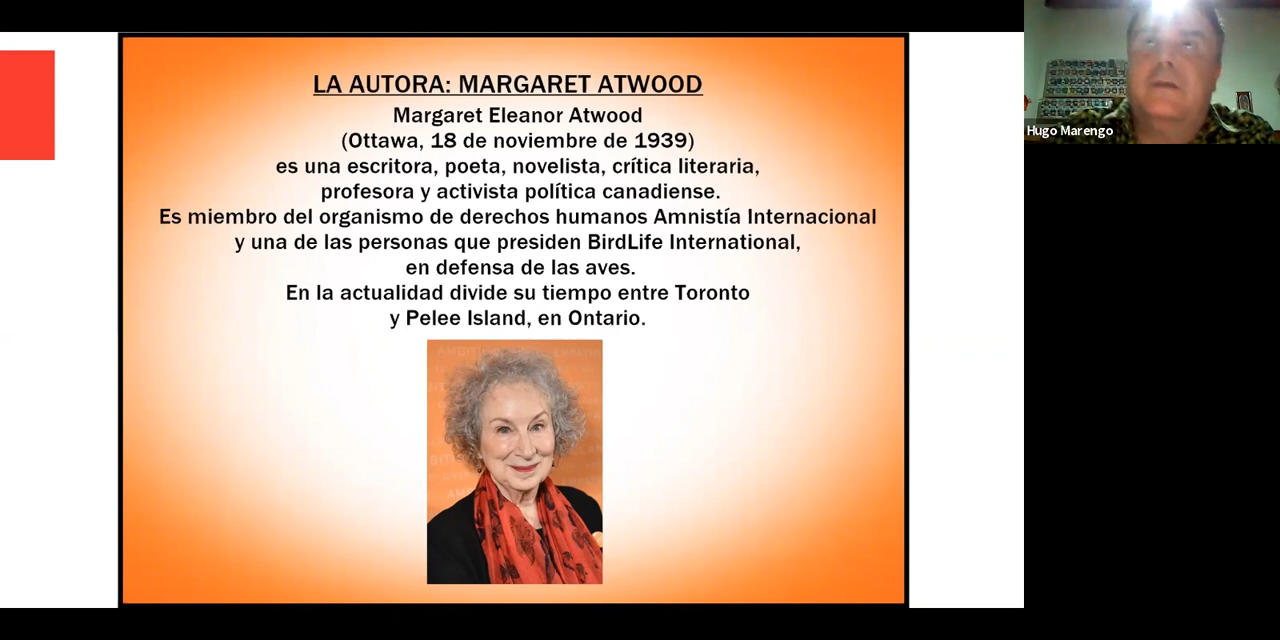 LA AUTORA: MARGARET ATWOOD
Margaret Eleanor Atwood
(Ottawa, 18 de noviembre de 1939)
es una escritora, poeta, novelista, crítica literaria,
profesora y activista política canadiense.
Es miembro del organismo de derechos humanos Amnistía Internacional
y una de las personas que presiden BirdLife International,
en defensa de las aves.
En la actualidad divide su tiempo entre Toronto
y Pelee Island, en Ontario.
Hugo Marengo